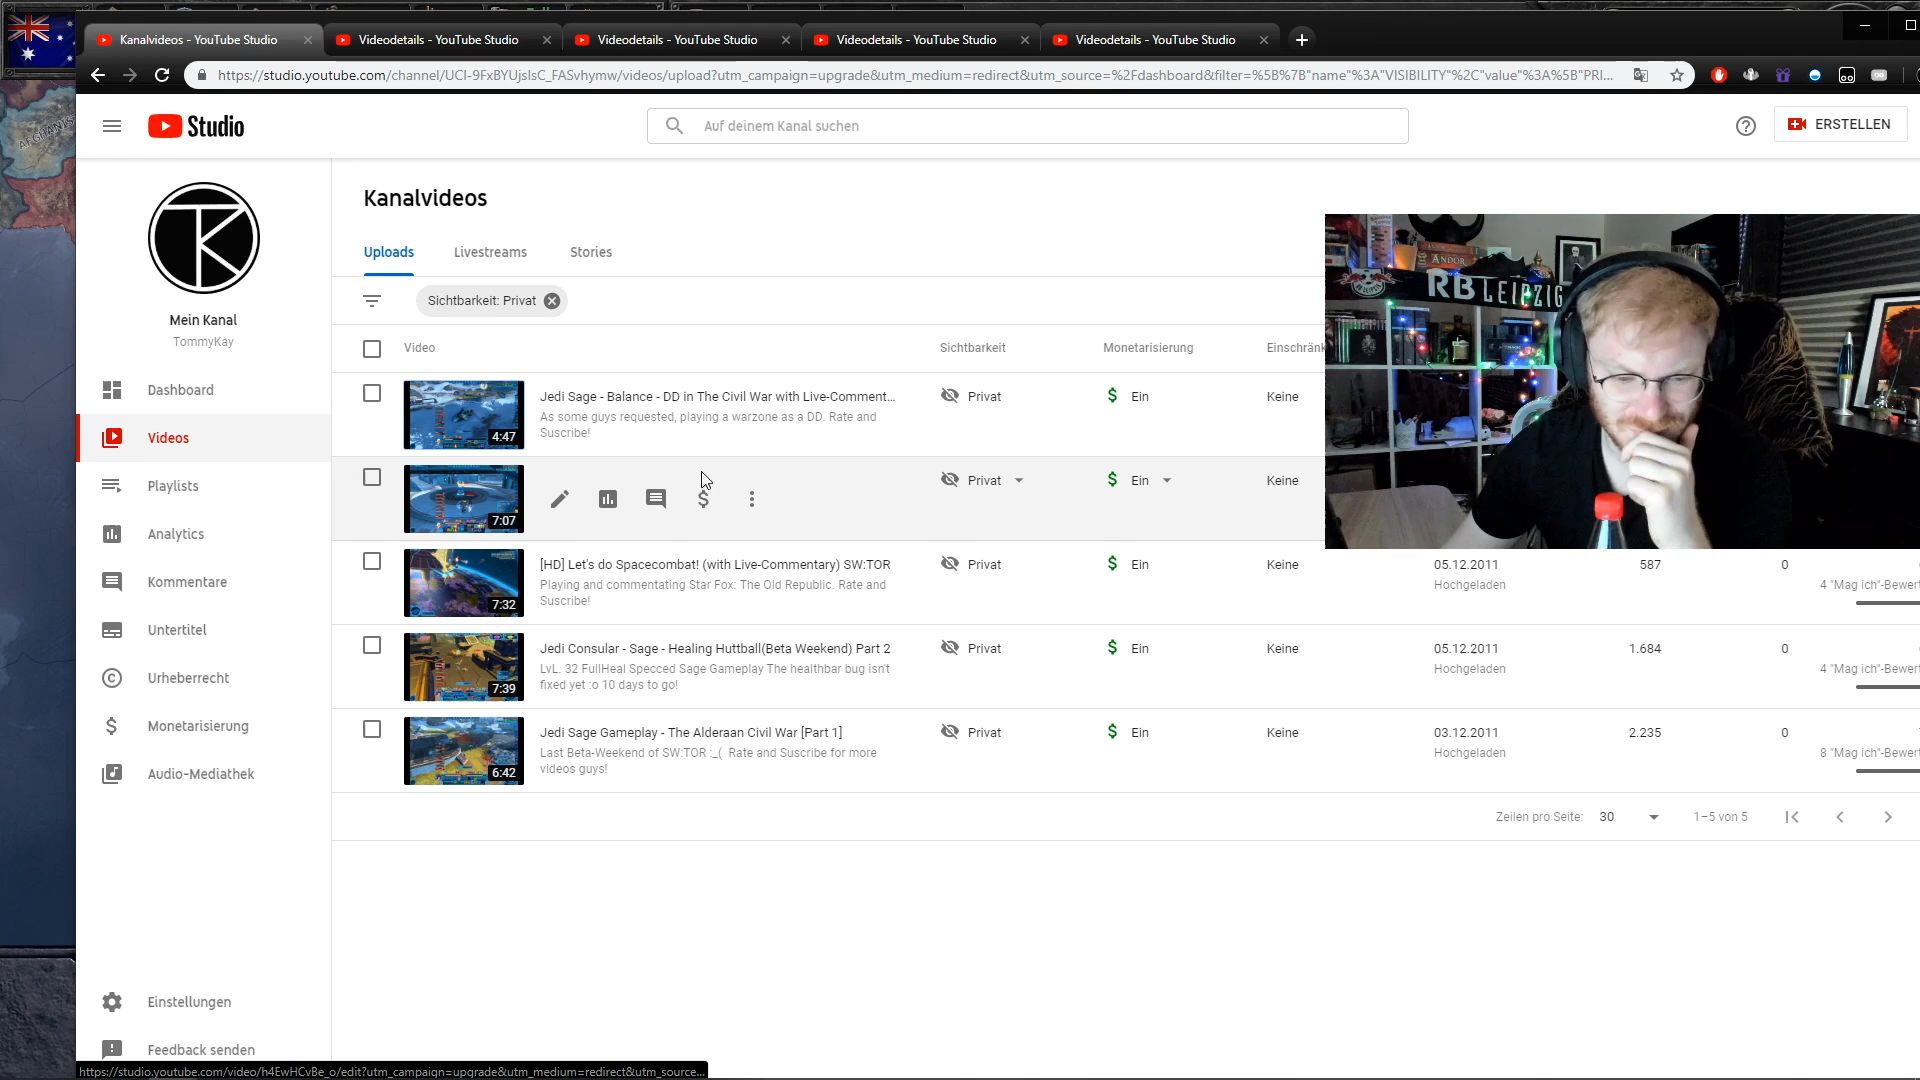 Kanalvideos - YouTube Studio
Videodetails - YouTube Studio
Videodetails - YouTube Studio
Videodetails - YouTube Studio
Videodetails - YouTube Studio
https://studio.youtube.com/channel/UCI-9FxBYUjsIsC_FASvhymw/videos/upload?utm_campaign=upgrade&utm_medium=redirect&utm_source=%2Fdashboard&filter=%5B%7B"name"%3A"VISIBILITY"%2C"value"%3A%5B"PRI...
AFGHANIS
Studio
Auf deinem Kanal suchen
ERSTELLEN
Kanalvideos
Uploads
Livestreams
Stories
Sichtbarkeit: Privat
TK
Mein Kanal
TommyKay
Dashboard
Videos
Playlists
Analytics
Kommentare
Untertitel
Urheberrecht
Monetarisierung
Audio-Mediathek
Einstellungen
Feedback senden
Video
Sichtbarkeit
Monetarisierung
Einschränk
ANDOR
RB LEIPZIG
4:47
Jedi Sage - Balance - DD in The Civil War with Live-Comment...
As some guys requested, playing a warzone as a DD. Rate and
Suscribe!
Privat
Ein
Keine
7:07
Privat
Ein
Keine
7:32
[HD] Let's do Spacecombat! (with Live-Commentary) SW:TOR
Playing and commentating Star Fox: The Old Republic. Rate and
Suscribe!
Privat
Ein
Keine
05.12.2011
Hochgeladen
587
0
4 "Mag ich"-Bewert
7:39
Jedi Consular - Sage - Healing Huttball(Beta Weekend) Part 2
LvL. 32 FullHeal Specced Sage Gameplay The healthbar bug isn't
fixed yet :o 10 days to go!
Privat
Ein
Keine
05.12.2011
Hochgeladen
1.684
0
4 "Mag ich"-Bewert
6:42
Jedi Sage Gameplay - The Alderaan Civil War [Part 1]
Last Beta-Weekend of SW:TOR :_( Rate and Suscribe for more
videos guys!
Privat
Ein
Keine
03.12.2011
Hochgeladen
2.235
0
8 "Mag ich"-Bewert
Zeilen pro Seite:
30
1–5 von 5
https://studio.youtube.com/video/h4EwHCvBe_o/edit?utm_campaign=upgrade&utm_medium=redirect&utm_source...